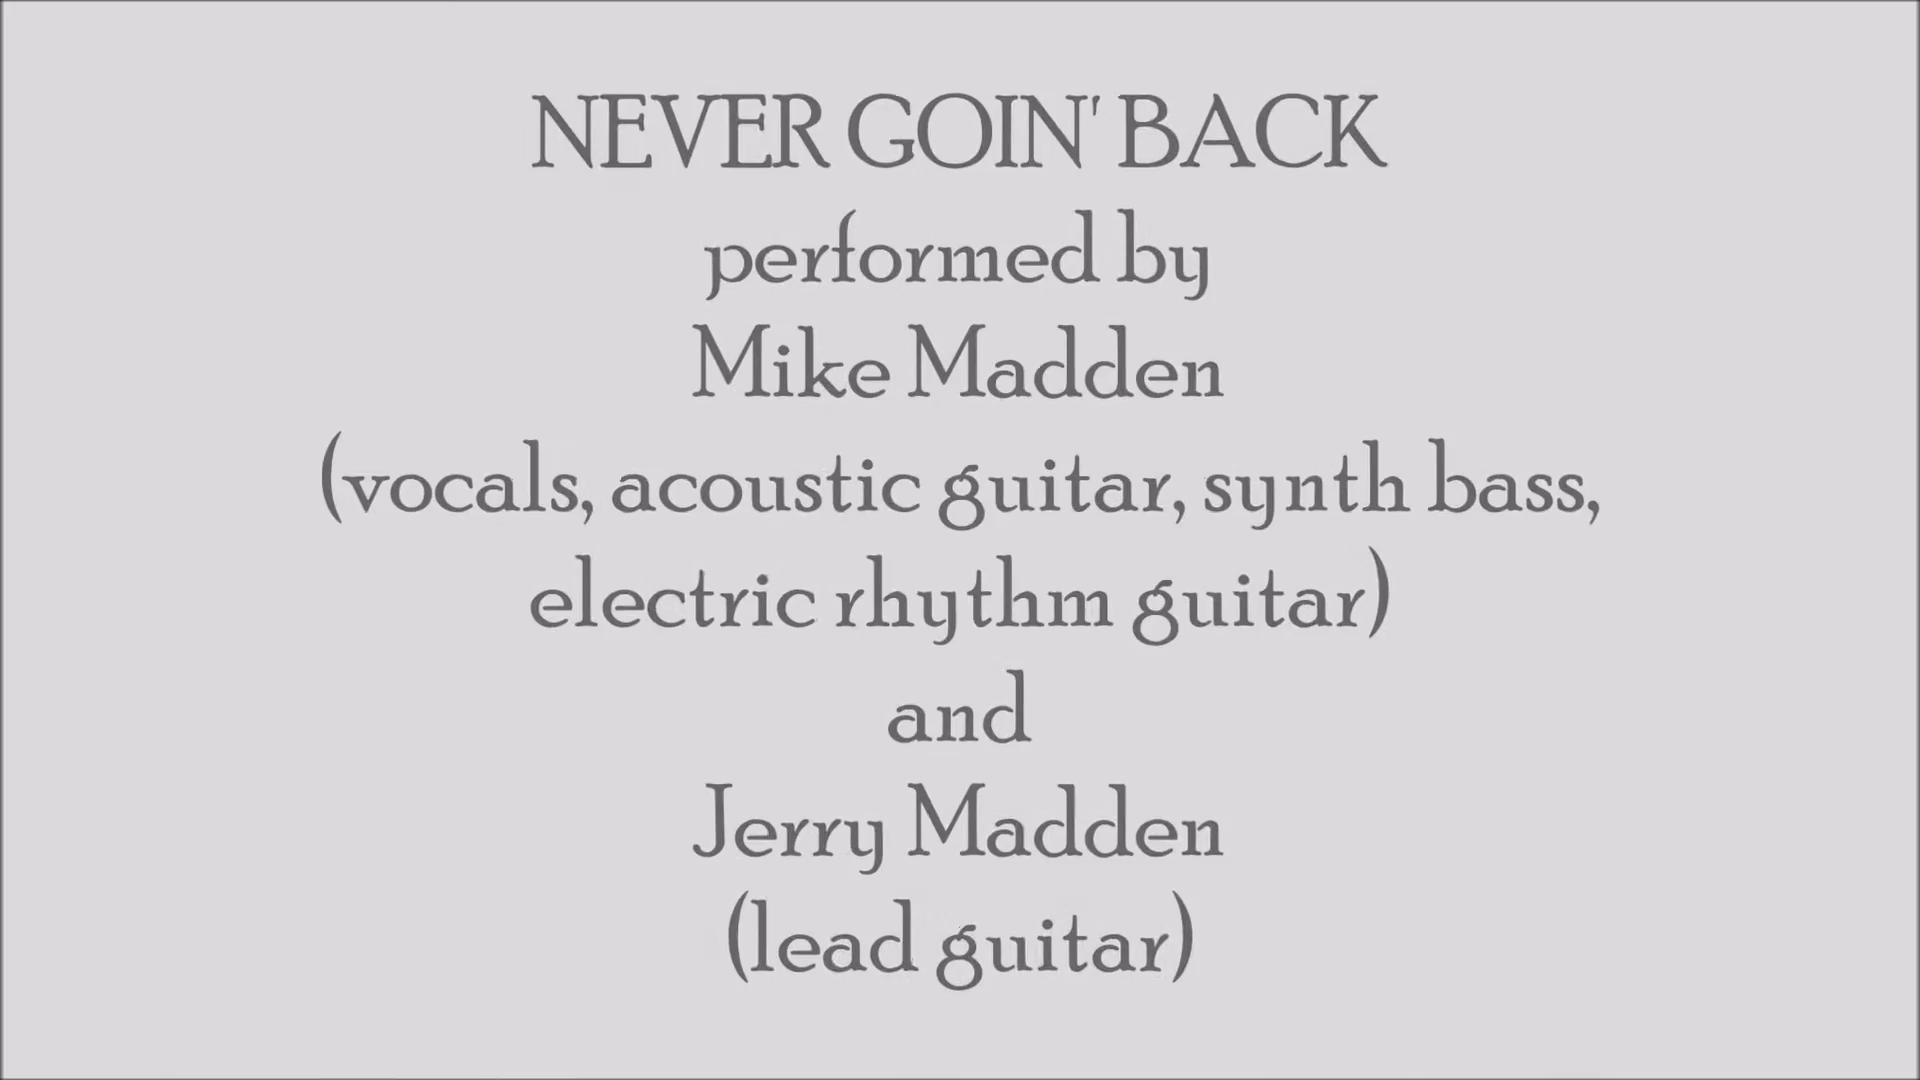 NEVER GOIN' BACK
performed by
Mike Madden
(vocals, acoustic guitar, synth bass,
electric rhythm guitar)
and
Jerry Madden
(lead guitar)